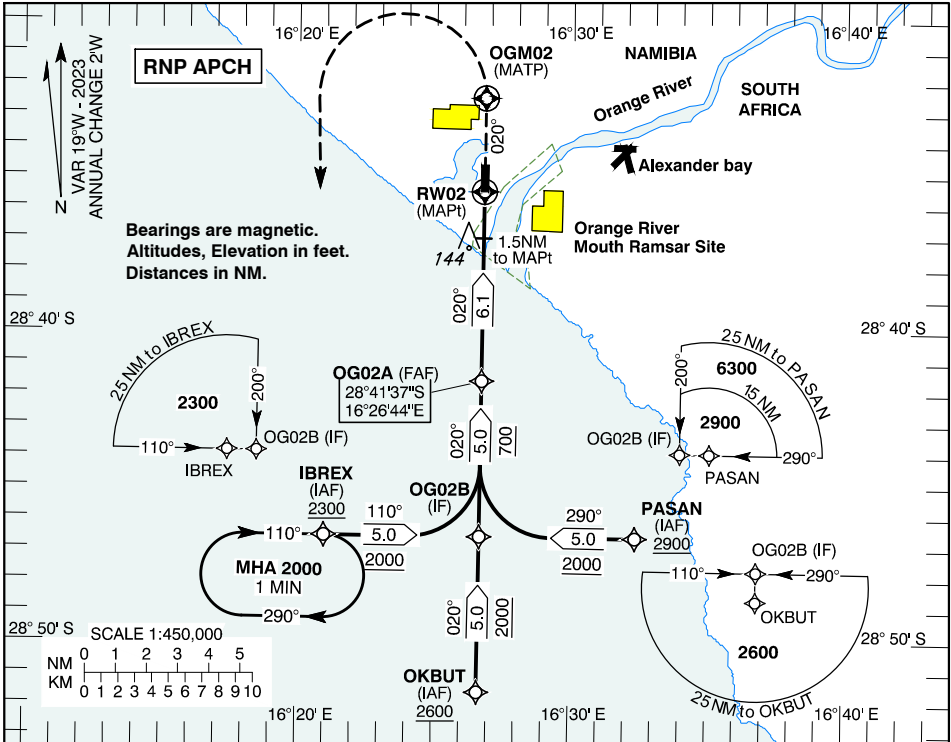 16°20' E
16°30' E
16°40' E
RNP APCH
VAR 19°W - 2023
ANNUAL CHANGE 2'W
N
OGM02
(MATP)
020°
NAMIBIA
Orange River
SOUTH
AFRICA
Alexander bay
RW02
(MAPt)
Bearings are magnetic.
Altitudes, Elevation in feet.
Distances in NM.
144
1.5NM
to MAPt
Orange River
Mouth Ramsar Site
020°
6.1
28° 40' S
28° 40' S
25 NM to IBREX
2300
200°
110°
IBREX
OG02B (IF)
OG02A (FAF)
28°41'37"S
16°26'44"E
25 NM to PASAN
6300
15 NM
2900
200°
OG02B (IF)
PASAN
290°
020°
5.0
700
IBREX
(IAF)
2300
OG02B
(IF)
110°
5.0
2000
110°
MHA 2000
1 MIN
290°
290°
5.0
2000
PASAN
(IAF)
2900
OG02B (IF)
110°
290°
OKBUT
2600
25 NM to OKBUT
020°
5.0
2000
OKBUT
(IAF)
2600
28° 50' S
28° 50' S
SCALE 1:450,000
NM
0 1 2 3 4 5
KM
0 1 2 3 4 5 6 7 8 9 10
16°20' E
16°30' E
16°40' E